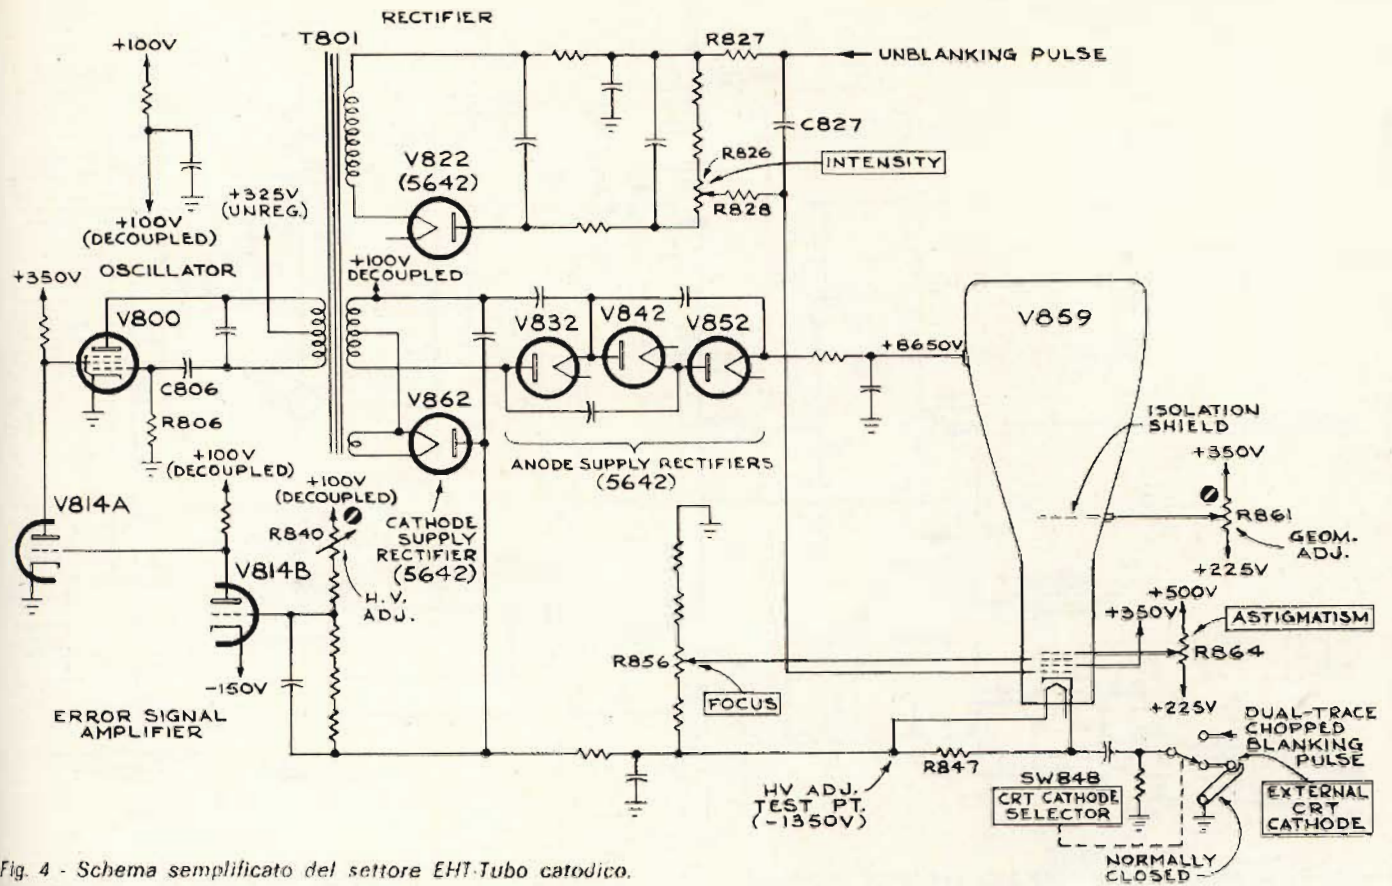 RECTIFIER
T801
+100V
R827
UNBLANKING PULSE
C827
V822
(5642)
R826
INTENSITY
R828
+325V
(UNREG.)
+100V
(DECOUPLED)
+100V
DECOUPLED
OSCILLATOR
+350V
V800
V832
V842
V852
V859
+8650V
C806
R806
V862
ISOLATION
SHIELD
+350V
ANODE SUPPLY RECTIFIERS
(5642)
+100V
(DECOUPLED)
+100V
(DECOUPLED)
V814A
R840
CATHODE
SUPPLY
RECTIFIER
(5642)
R861
GEOM.
ADJ.
+225V
V814B
H.V.
ADJ.
+500V
+350V
ASTIGMATISM
R856
R864
-150V
FOCUS
+225V
ERROR SIGNAL
AMPLIFIER
DUAL-TRACE
CHOPPED
BLANKING
PULSE
R847
HV ADJ.
TEST PT.
(-1350V)
SW848
CRT CATHODE
SELECTOR
EXTERNAL
CRT
CATHODE
NORMALLY
CLOSED
Fig. 4 - Schema semplificato del settore EHT-Tubo catodico.